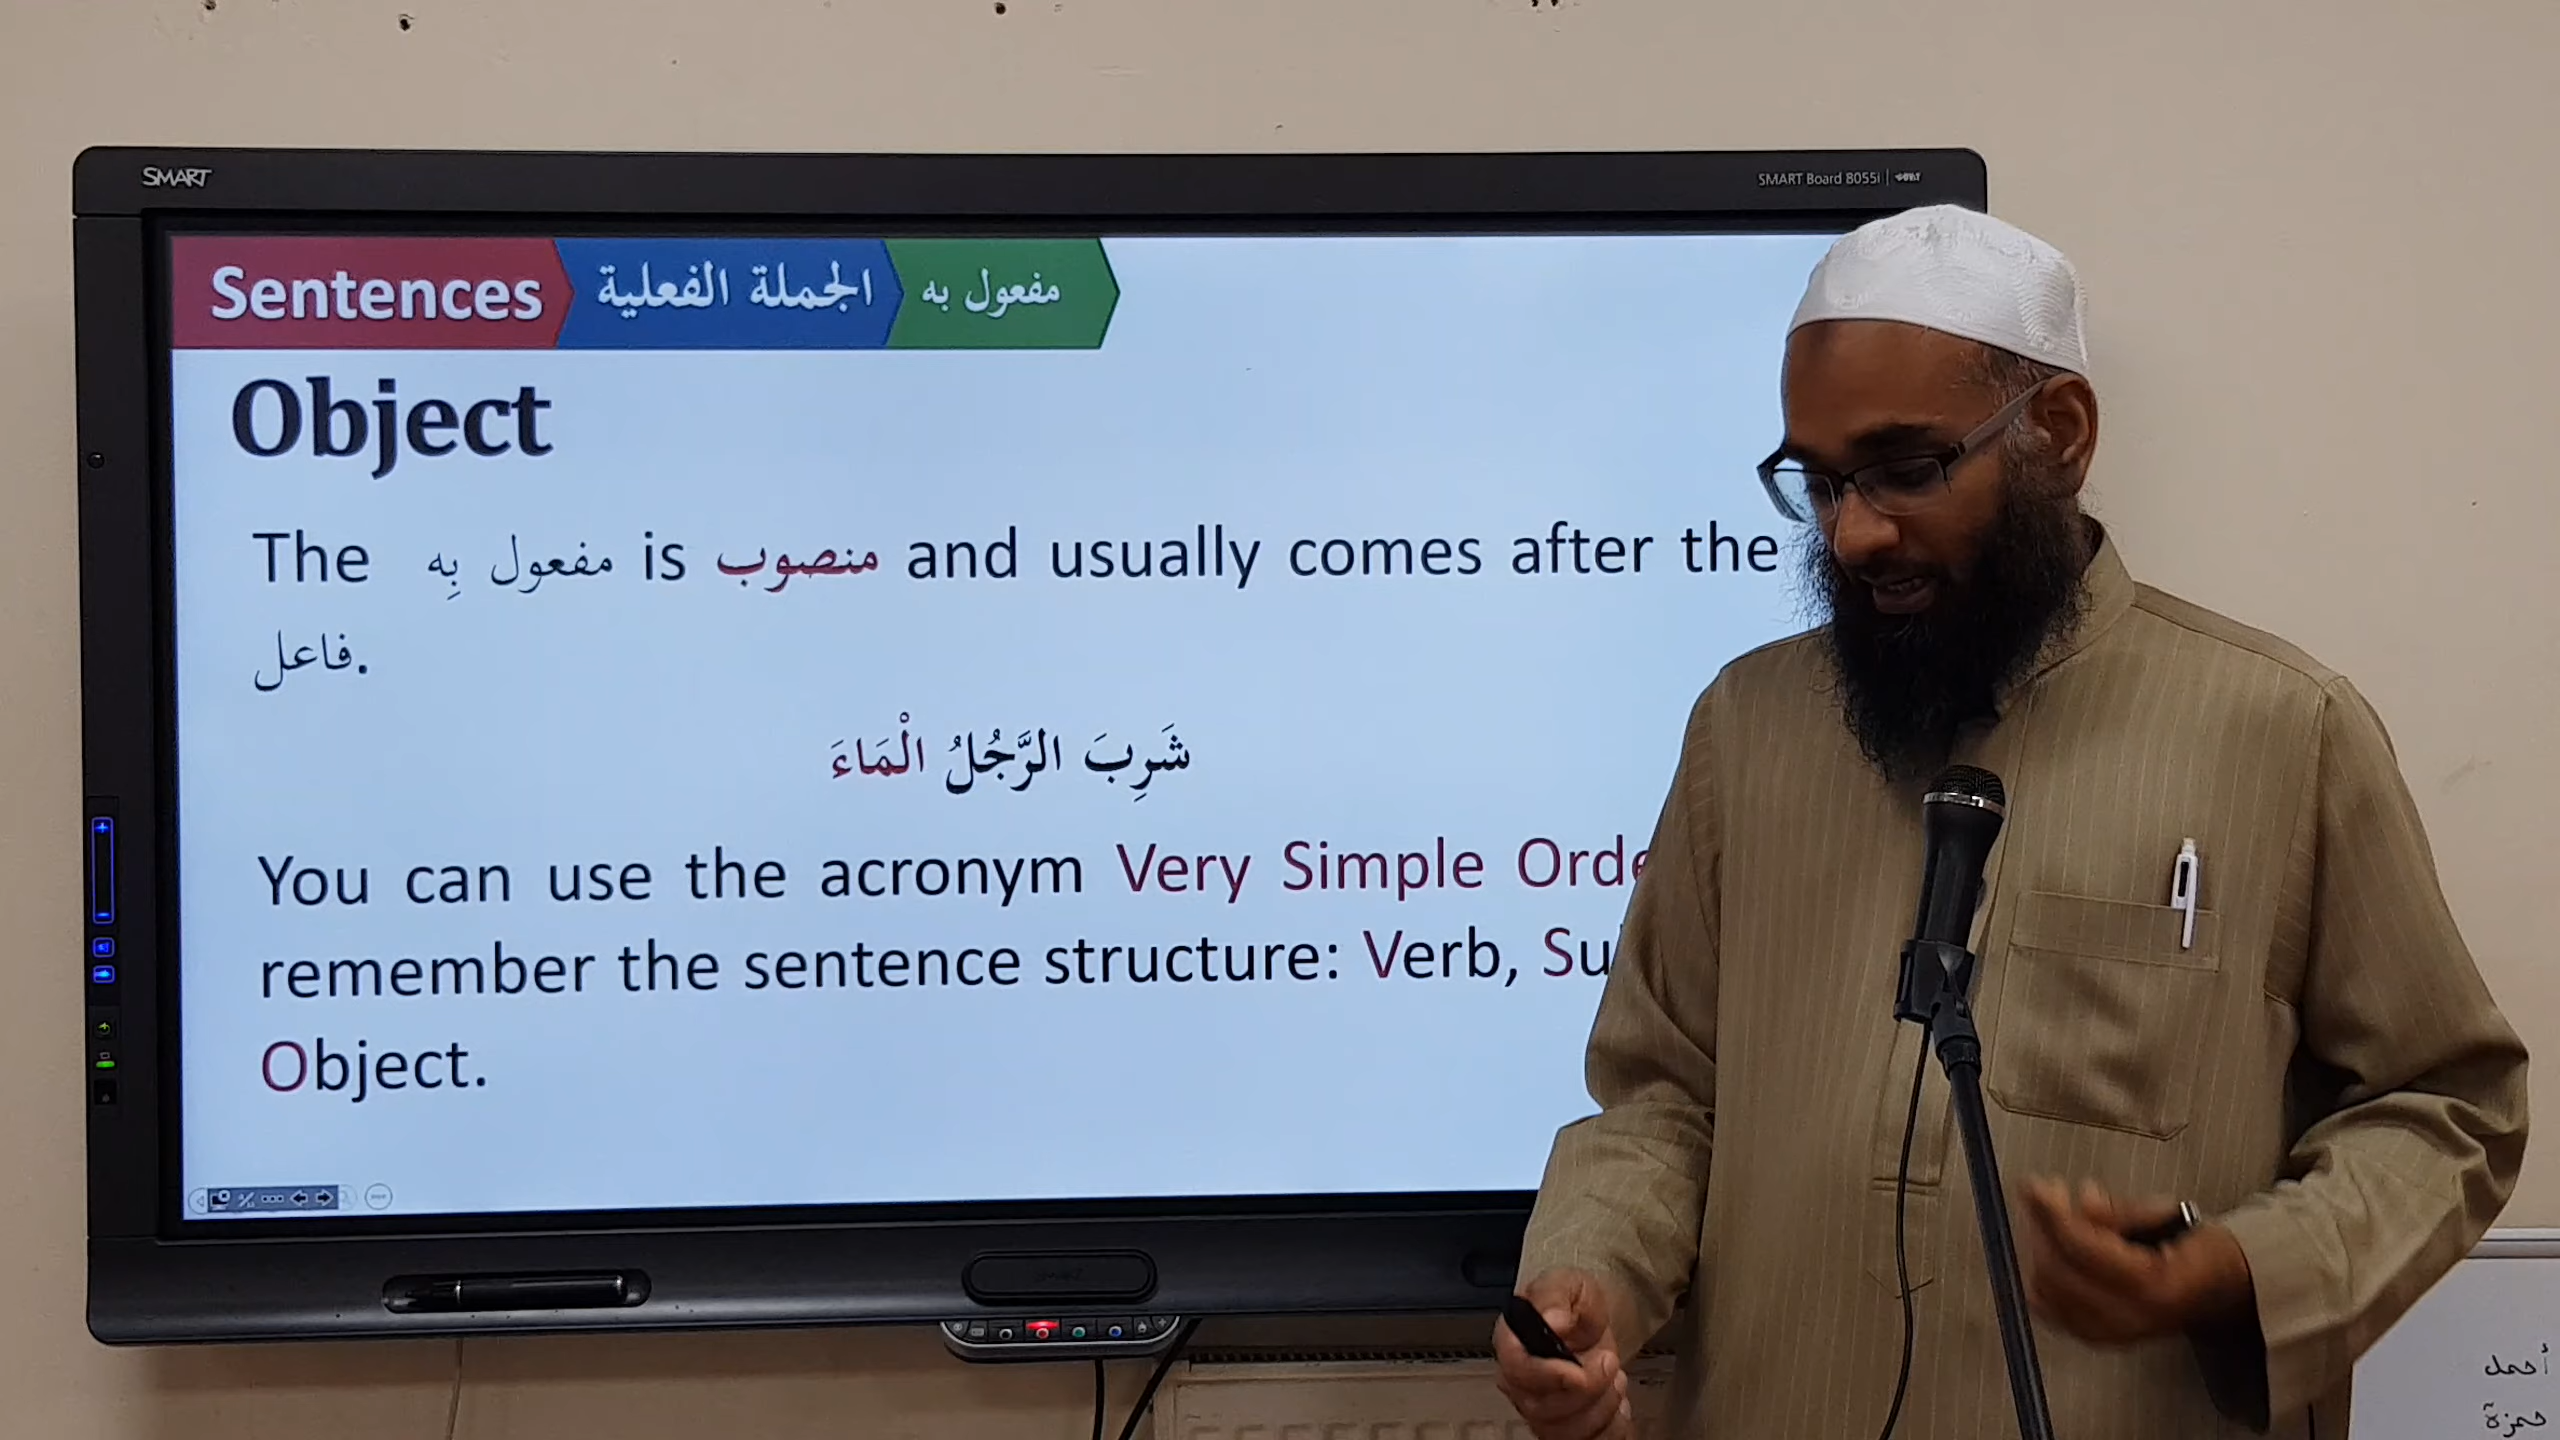 SMART
SMART Board 8055i
Sentences الجملة الفعلية مفعول به
Object
The مفعول بِه is منصوب and usually comes after the
فاعل.
شَرِبَ الرَّجُلُ الْمَاءَ
You can use the acronym Very Simple Orde
remember the sentence structure: Verb, Su
Object.
أحمد
حمزة